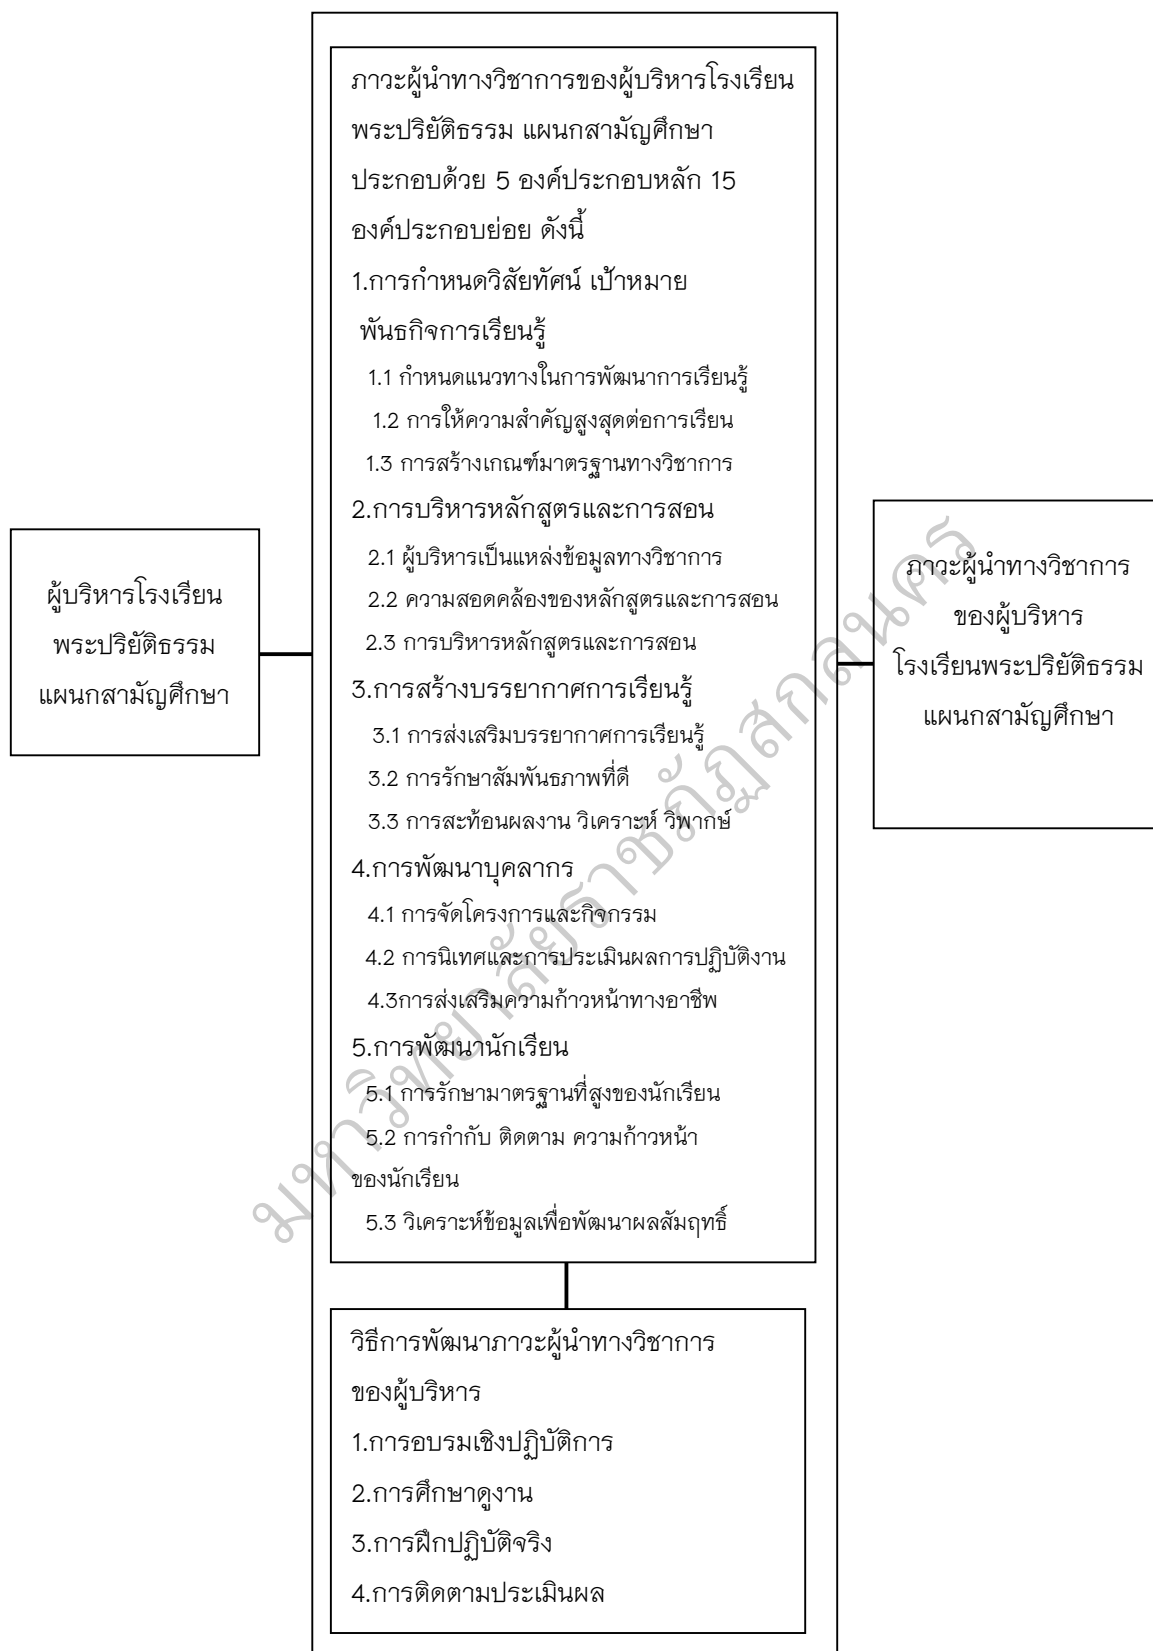 ภาวะผู้นำทางวิชาการของผู้บริหารโรงเรียน
พระปริยัติธรรม แผนกสามัญศึกษา
ประกอบด้วย 5 องค์ประกอบหลัก 15
องค์ประกอบย่อย ดังนี้
1.การกำหนดวิสัยทัศน์ เป้าหมาย
พันธกิจการเรียนรู้
1.1 กำหนดแนวทางในการพัฒนาการเรียนรู้
1.2 การให้ความสำคัญสูงสุดต่อการเรียน
1.3 การสร้างเกณฑ์มาตรฐานทางวิชาการ
2.การบริหารหลักสูตรและการสอน
2.1 ผู้บริหารเป็นแหล่งข้อมูลทางวิชาการ
2.2 ความสอดคล้องของหลักสูตรและการสอน
2.3 การบริหารหลักสูตรและการสอน
3.การสร้างบรรยากาศการเรียนรู้
3.1 การส่งเสริมบรรยากาศการเรียนรู้
3.2 การรักษาสัมพันธภาพที่ดี
3.3 การสะท้อนผลงาน วิเคราะห์ วิพากษ์
4.การพัฒนาบุคลากร
4.1 การจัดโครงการและกิจกรรม
4.2 การนิเทศและการประเมินผลการปฏิบัติงาน
4.3การส่งเสริมความก้าวหน้าทางอาชีพ
5.การพัฒนานักเรียน
5.1 การรักษามาตรฐานที่สูงของนักเรียน
5.2 การกำกับ ติดตาม ความก้าวหน้า
ของนักเรียน
5.3 วิเคราะห์ข้อมูลเพื่อพัฒนาผลสัมฤทธิ์
ผู้บริหารโรงเรียน
พระปริยัติธรรม
แผนกสามัญศึกษา
ภาวะผู้นำทางวิชาการ
ของผู้บริหาร
โรงเรียนพระปริยัติธรรม
แผนกสามัญศึกษา
วิธีการพัฒนาภาวะผู้นำทางวิชาการ
ของผู้บริหาร
1.การอบรมเชิงปฏิบัติการ
2.การศึกษาดูงาน
3.การฝึกปฏิบัติจริง
4.การติดตามประเมินผล
มหาวิทยาลัยราชภัฏสกลนคร